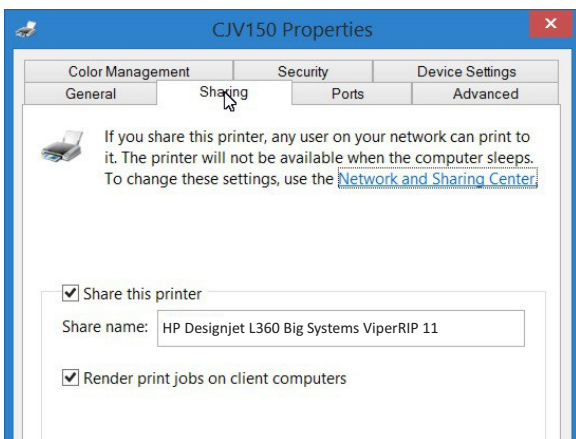 CJV150 Properties
Color Management Security Device Settings
General Sharing Ports Advanced
If you share this printer, any user on your network can print to
it. The printer will not be available when the computer sleeps.
To change these settings, use the Network and Sharing Center.
Share this printer
Share name: HP Designjet L360 Big Systems ViperRIP 11
Render print jobs on client computers